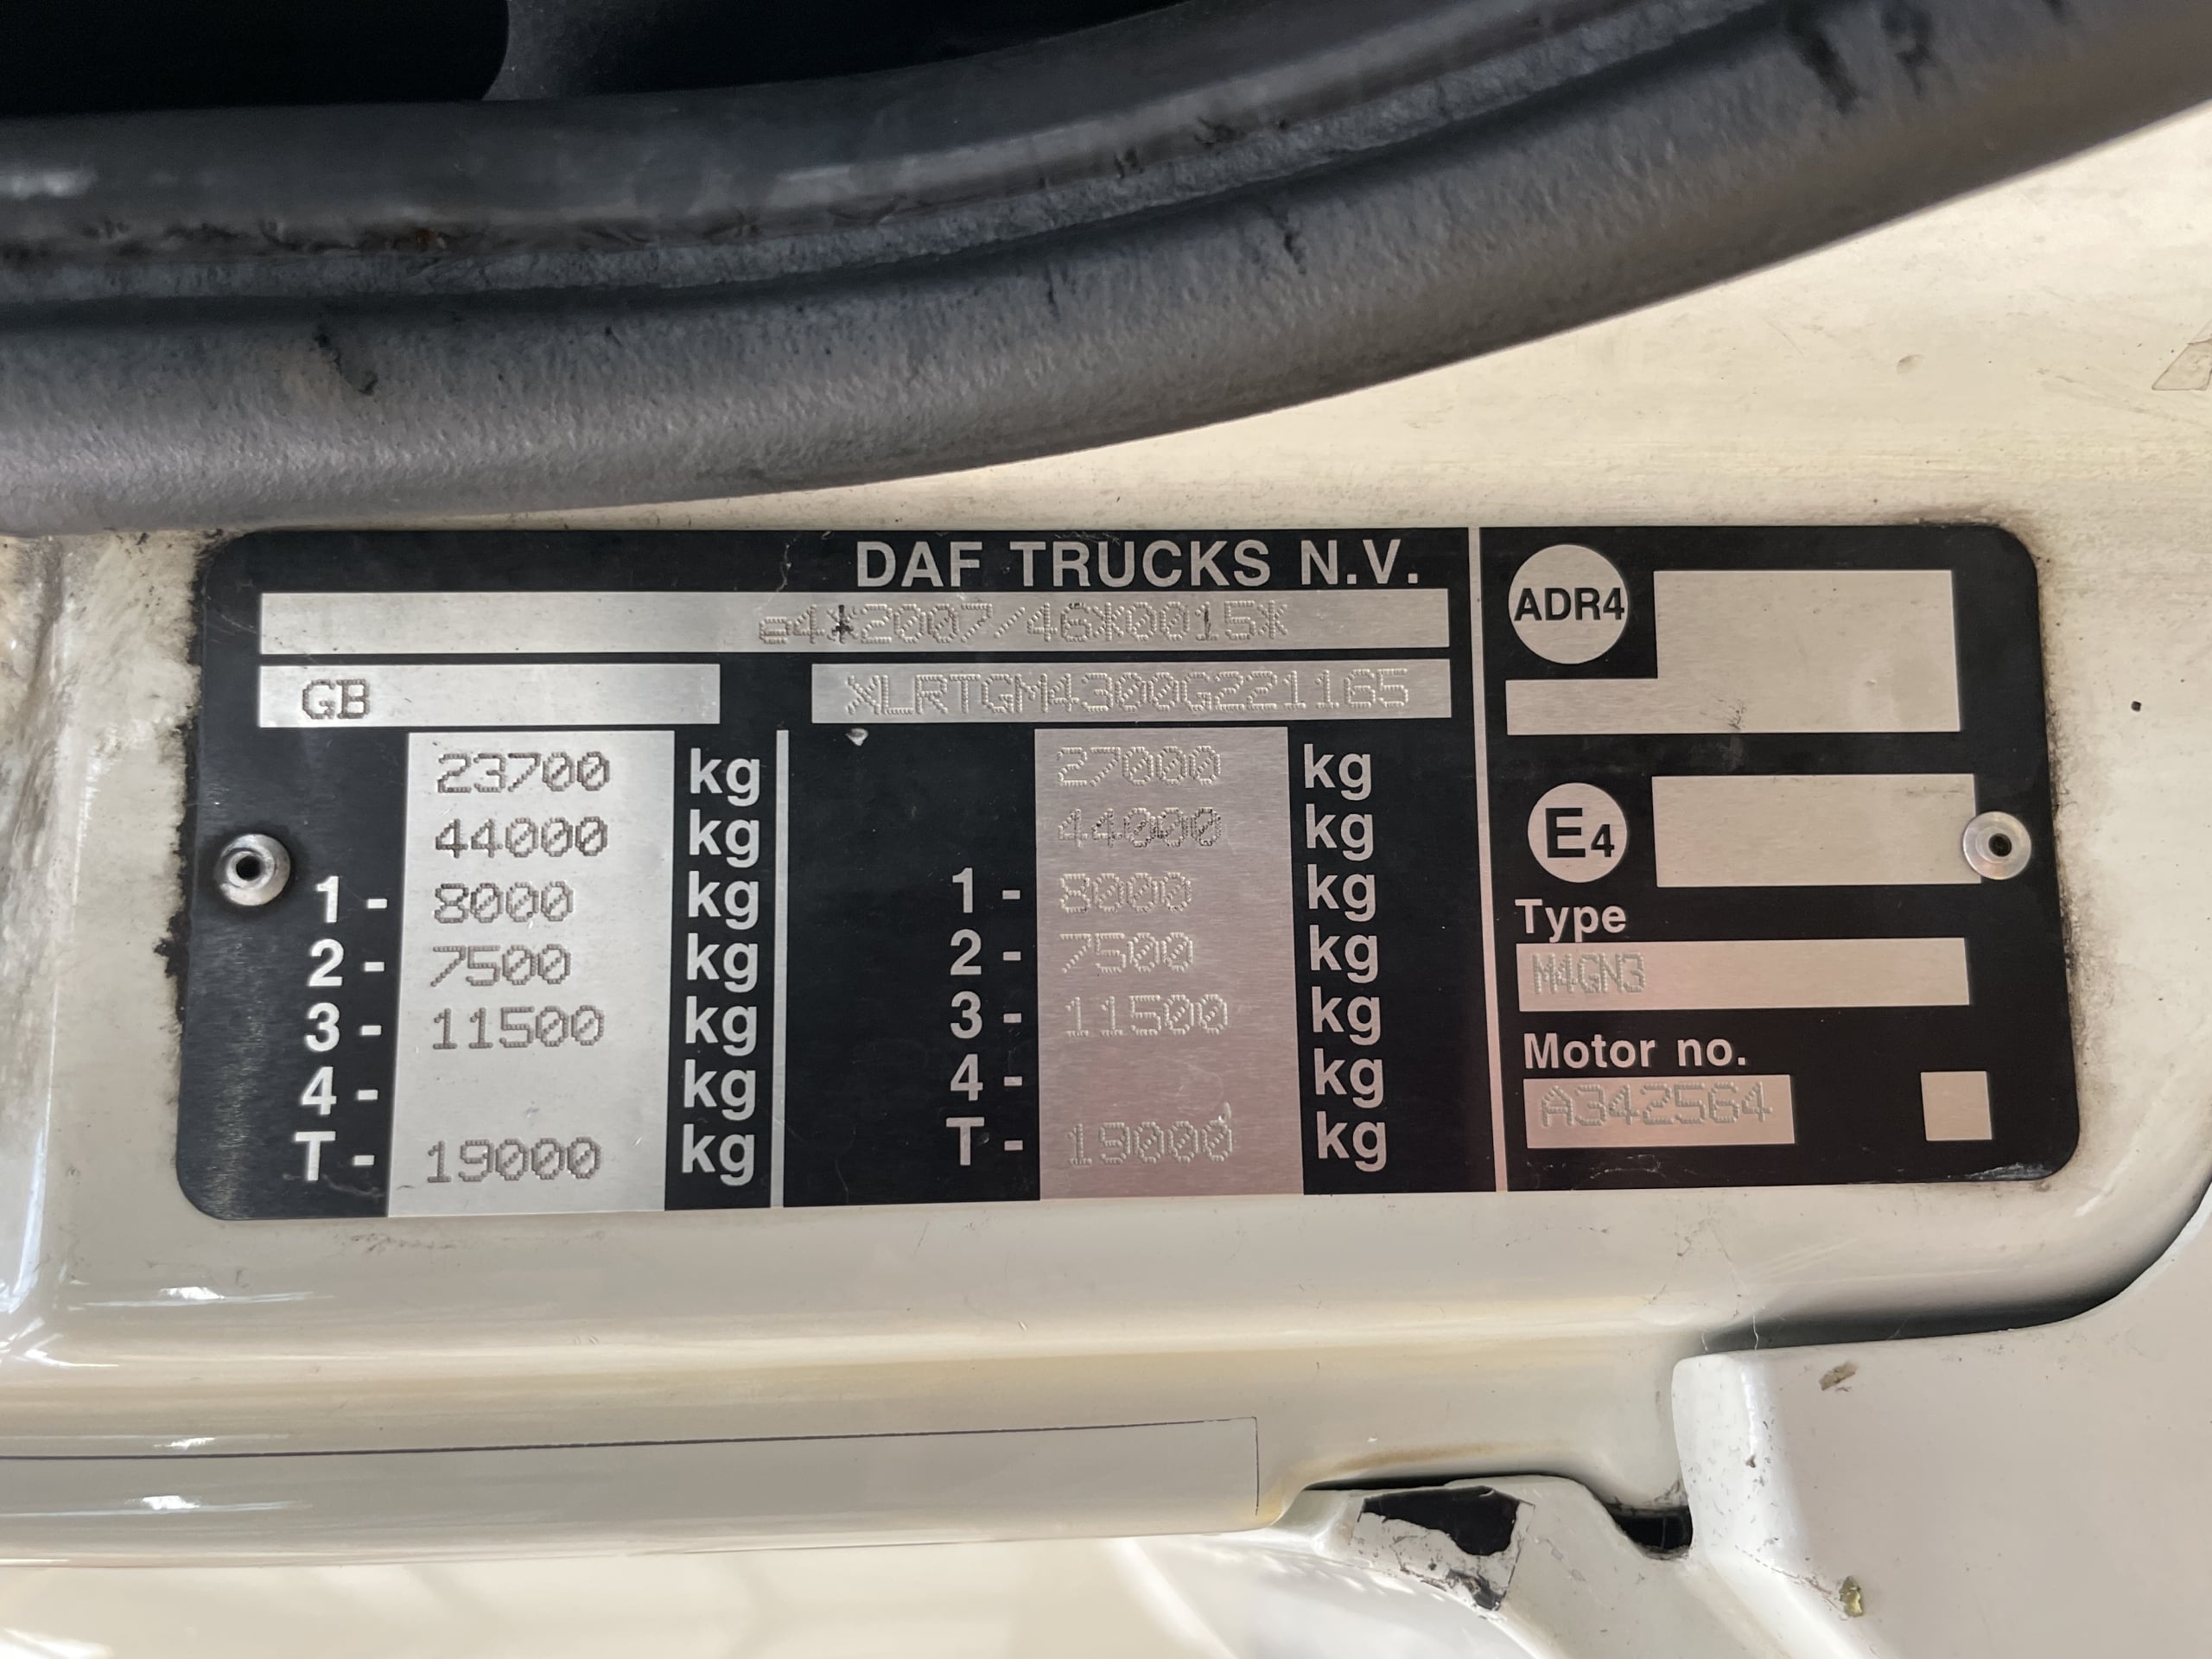 DAF TRUCKS N.V.
e4*2007/46*0015*
GB XLRTGM4300G221165
23700 kg 27000 kg
44000 kg 44000 kg
1- 8000 kg 1- 8000 kg
2- 7500 kg 2- 7500 kg
3- 11500 kg 3- 11500 kg
4- kg 4- kg
T- 19000 kg T- 19000 kg
ADR4
E4
Type
M4GN3
Motor no.
A342564